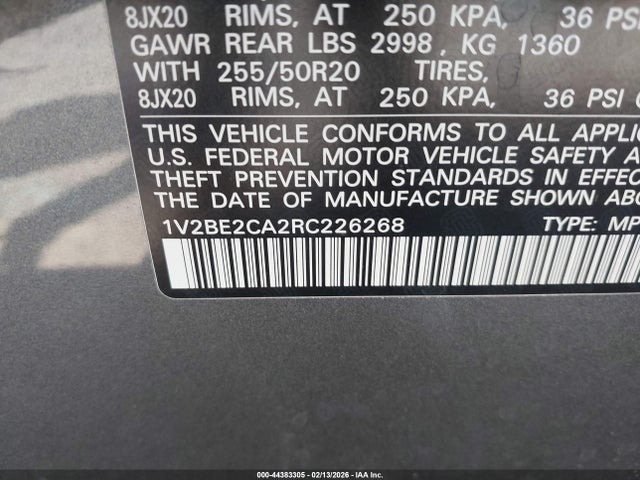 8JX20 RIMS, AT 250 KPA, 36 PSI
GAWR REAR LBS 2998, KG 1360
WITH 255/50R20 TIRES,
8JX20 RIMS, AT 250 KPA, 36 PSI
THIS VEHICLE CONFORMS TO ALL APPLI
U.S. FEDERAL MOTOR VEHICLE SAFETY A
THEFT PREVENTION STANDARDS IN EFFEC
THE DATE OF MANUFACTURE SHOWN ABO
1V2BE2CA2RC226268 TYPE: MP
000-44383305 - 02/13/2026 - IAA Inc.